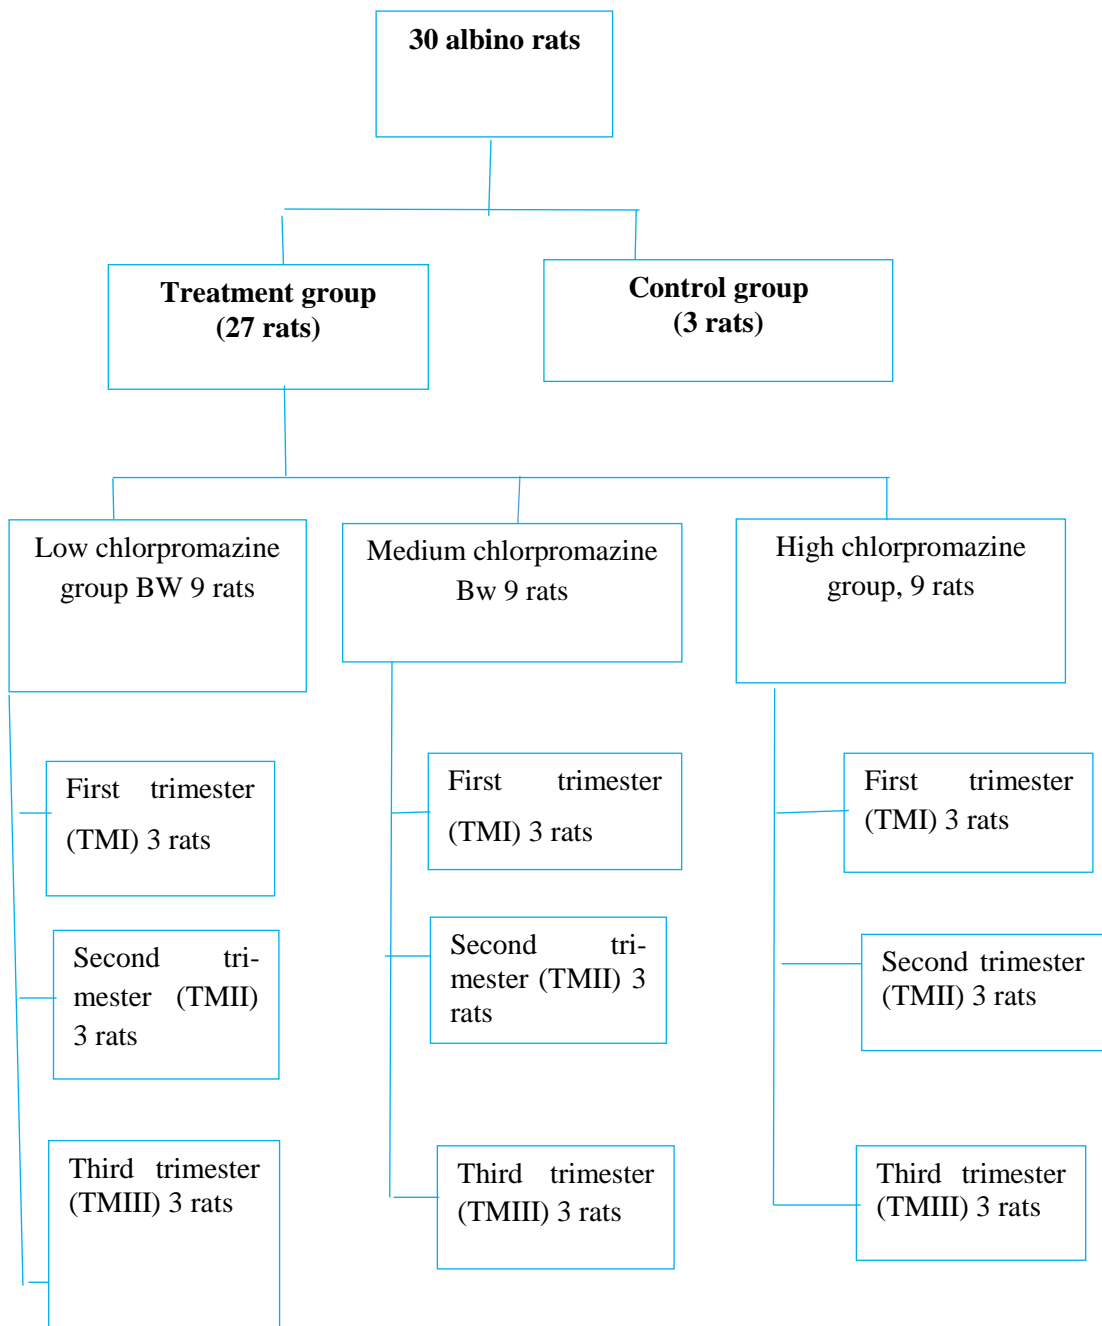 30 albino rats
Treatment group
(27 rats)
Control group
(3 rats)
Low chlorpromazine
group BW 9 rats
Medium chlorpromazine
Bw 9 rats
High chlorpromazine
group, 9 rats
First trimester
(TMI) 3 rats
Second tri-
mester (TMII)
3 rats
Third trimester
(TMIII) 3 rats
First trimester
(TMI) 3 rats
Second tri-
mester (TMII) 3
rats
Third trimester
(TMIII) 3 rats
First trimester
(TMI) 3 rats
Second trimester
(TMII) 3 rats
Third trimester
(TMIII) 3 rats